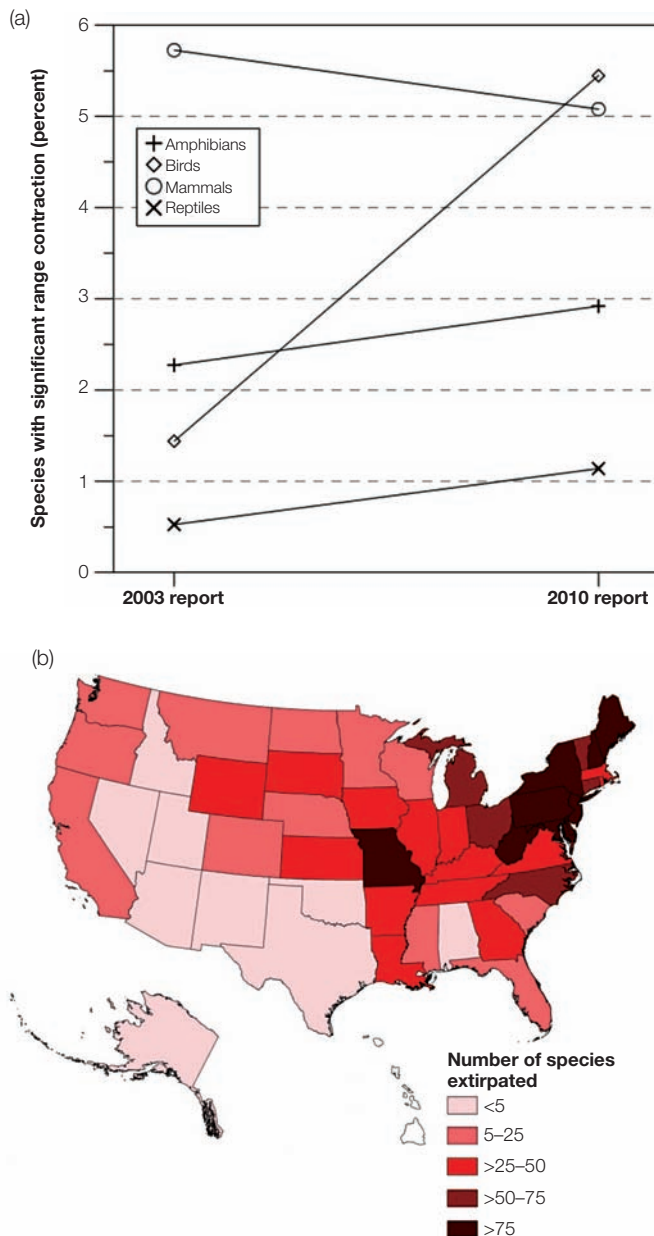 (a)
Species with significant range contraction (percent)
6
5
4
3
2
1
0
Amphibians
Birds
Mammals
Reptiles
2003 report
2010 report
(b)
Number of species
extirpated
<5
5–25
>25–50
>50–75
>75